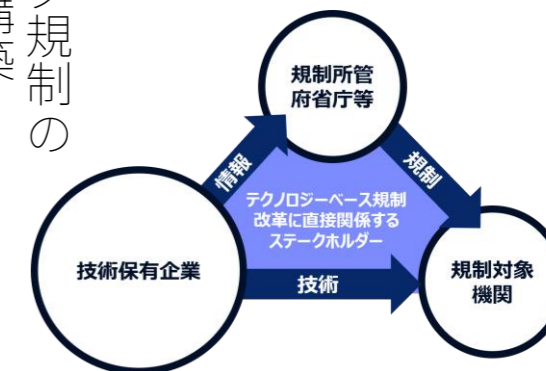 規制の
構築
規制所管
府省庁等
情報
規制
テクノロジーベース規制
改革に直接関係する
ステークホルダー
技術保有企業
技術
規制対象
機関